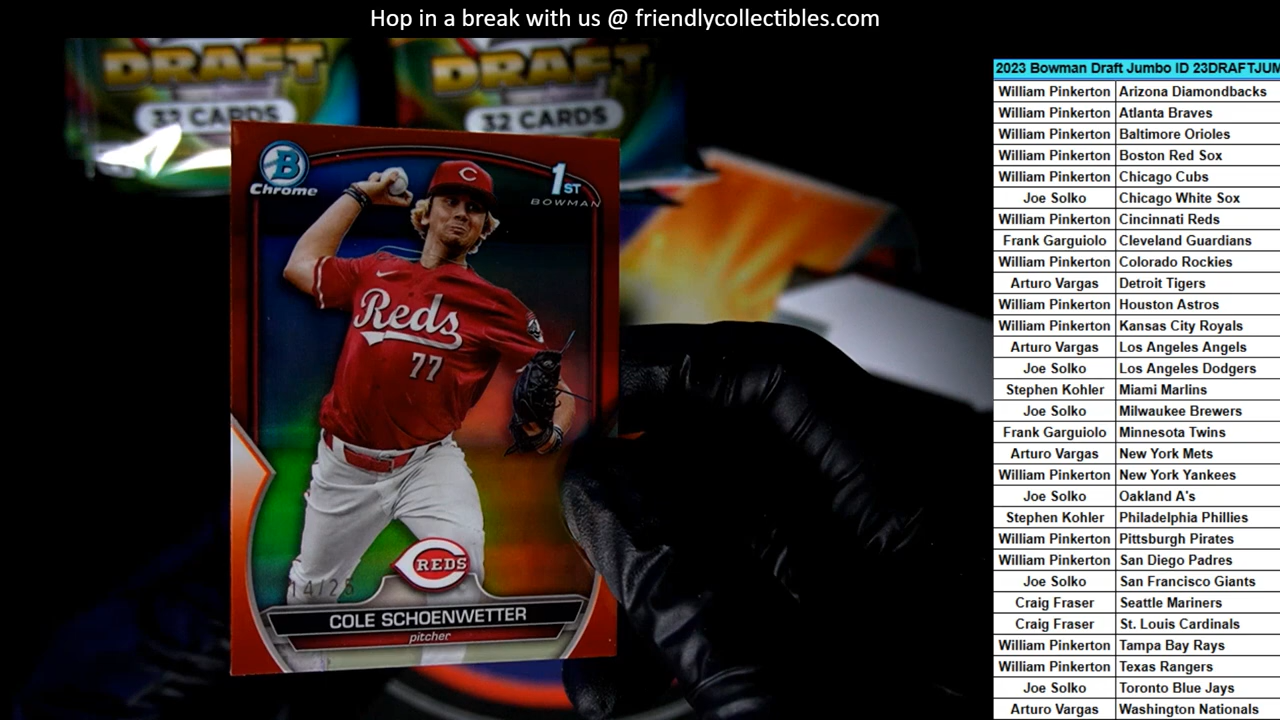 Hop in a break with us @ friendlycollectibles.com
DRAFT
32 CARDS
DRAFT
32 CARDS
B
Chrome
1ST
BOWMAN
C
Reds
77
REDS
14/25
COLE SCHOENWETTER
pitcher
2023 Bowman Draft Jumbo ID 23DRAFTJUM
William Pinkerton Arizona Diamondbacks
William Pinkerton Atlanta Braves
William Pinkerton Baltimore Orioles
William Pinkerton Boston Red Sox
William Pinkerton Chicago Cubs
Joe Solko Chicago White Sox
William Pinkerton Cincinnati Reds
Frank Garguiolo Cleveland Guardians
William Pinkerton Colorado Rockies
Arturo Vargas Detroit Tigers
William Pinkerton Houston Astros
William Pinkerton Kansas City Royals
Arturo Vargas Los Angeles Angels
Joe Solko Los Angeles Dodgers
Stephen Kohler Miami Marlins
Joe Solko Milwaukee Brewers
Frank Garguiolo Minnesota Twins
Arturo Vargas New York Mets
William Pinkerton New York Yankees
Joe Solko Oakland A's
Stephen Kohler Philadelphia Phillies
William Pinkerton Pittsburgh Pirates
William Pinkerton San Diego Padres
Joe Solko San Francisco Giants
Craig Fraser Seattle Mariners
Craig Fraser St. Louis Cardinals
William Pinkerton Tampa Bay Rays
William Pinkerton Texas Rangers
Joe Solko Toronto Blue Jays
Arturo Vargas Washington Nationals